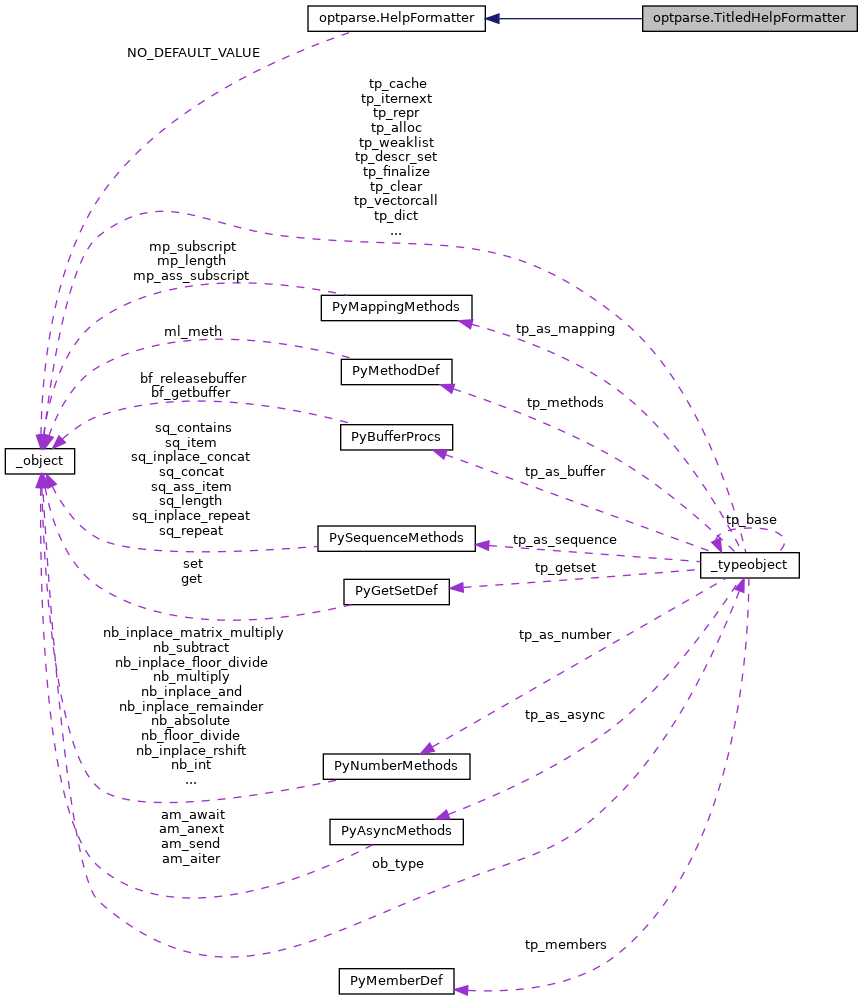 optparse.HelpFormatter
optparse.TitledHelpFormatter
NO_DEFAULT_VALUE
tp_cache
tp_iternext
tp_repr
tp_alloc
tp_weaklist
tp_descr_set
tp_finalize
tp_clear
tp_vectorcall
tp_dict
...
mp_subscript
mp_length
mp_ass_subscript
PyMappingMethods
tp_as_mapping
ml_meth
PyMethodDef
tp_methods
bf_releasebuffer
bf_getbuffer
PyBufferProcs
tp_as_buffer
_object
sq_contains
sq_item
sq_inplace_concat
sq_concat
sq_ass_item
sq_length
sq_inplace_repeat
sq_repeat
PySequenceMethods
tp_as_sequence
tp_base
_typeobject
set
get
PyGetSetDef
tp_getset
nb_inplace_matrix_multiply
nb_subtract
nb_inplace_floor_divide
nb_multiply
nb_inplace_and
nb_inplace_remainder
nb_absolute
nb_floor_divide
nb_inplace_rshift
nb_int
...
PyNumberMethods
tp_as_number
tp_as_async
am_await
am_anext
am_send
am_aiter
PyAsyncMethods
ob_type
tp_members
PyMemberDef